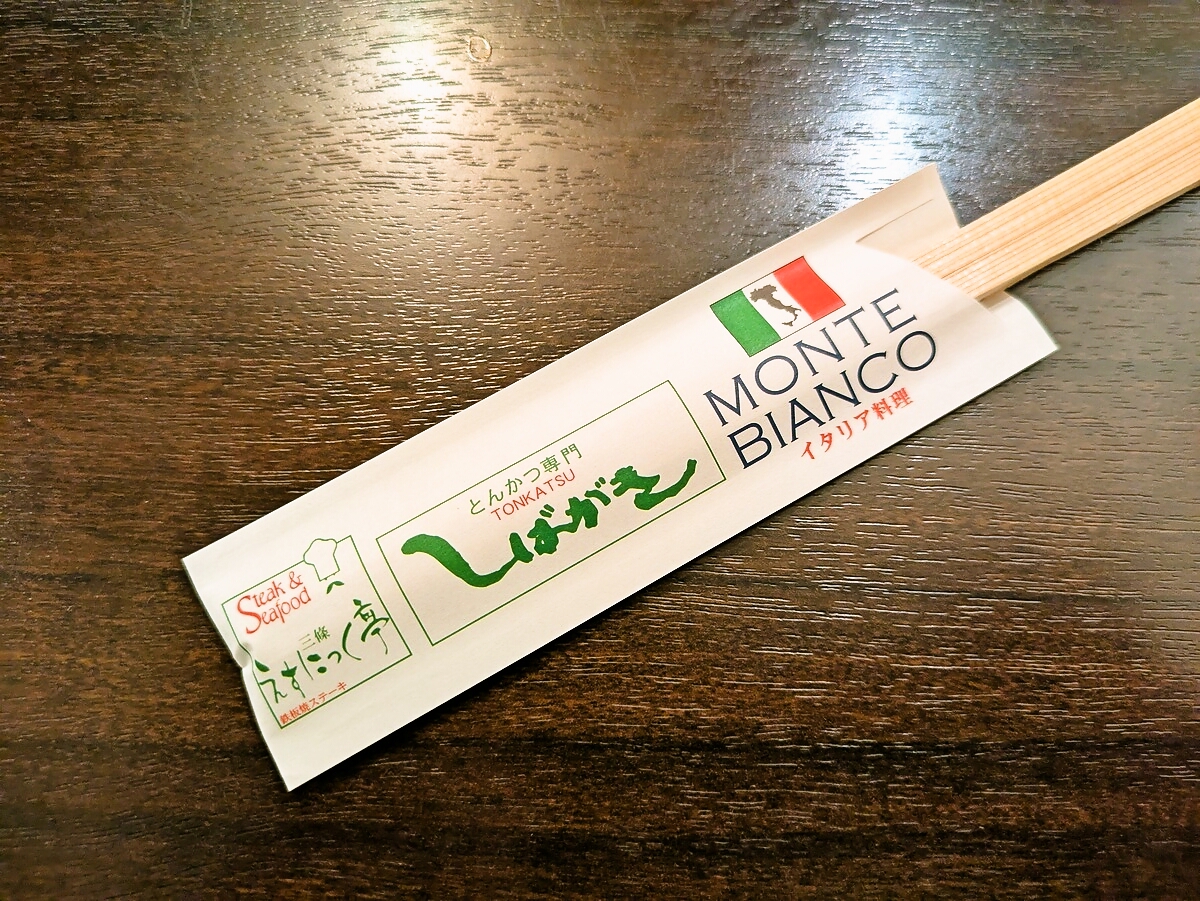 MONTE
BIANCO
イタリア料理
とんかつ専門
TONKATSU
しばがき
Steak &
Seafood
三條
えすにっく亭
鉄板焼ステーキ